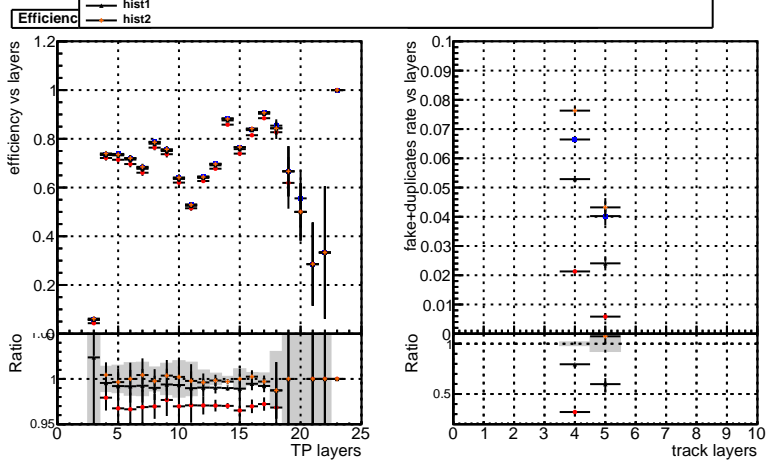 hist1
Efficienc
hist2
efficiency vs layers
1.2
1
0.8
0.6
0.4
0.2
0
Ratio
1
0.95
0 5 10 15 20 25
TP layers
fake+duplicates rate vs layers
0.1
0.09
0.08
0.07
0.06
0.05
0.04
0.03
0.02
0.01
0
Ratio
1
0.5
0 1 2 3 4 5 6 7 8 9 10
track layers